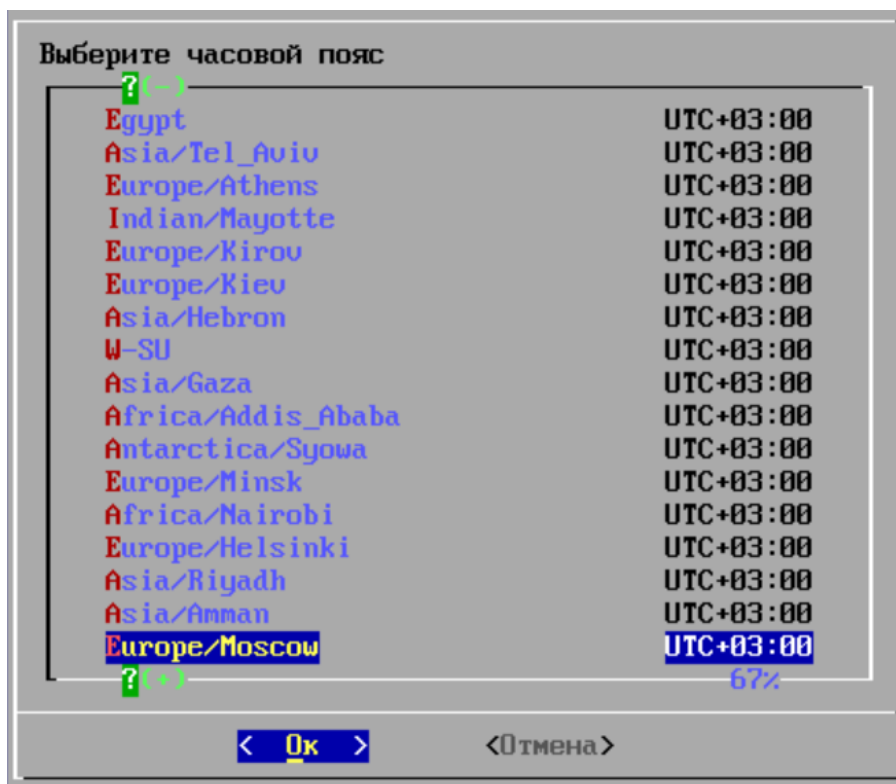 Выберите часовой пояс
?(-)
Egypt UTC+03:00
Asia/Tel_Aviv UTC+03:00
Europe/Athens UTC+03:00
Indian/Mayotte UTC+03:00
Europe/Kirov UTC+03:00
Europe/Kiev UTC+03:00
Asia/Hebron UTC+03:00
W-SU UTC+03:00
Asia/Gaza UTC+03:00
Africa/Addis_Ababa UTC+03:00
Antarctica/Syowa UTC+03:00
Europe/Minsk UTC+03:00
Africa/Nairobi UTC+03:00
Europe/Helsinki UTC+03:00
Asia/Riyadh UTC+03:00
Asia/Amman UTC+03:00
Europe/Moscow UTC+03:00
?(+) 67%
< Ок > <Отмена>